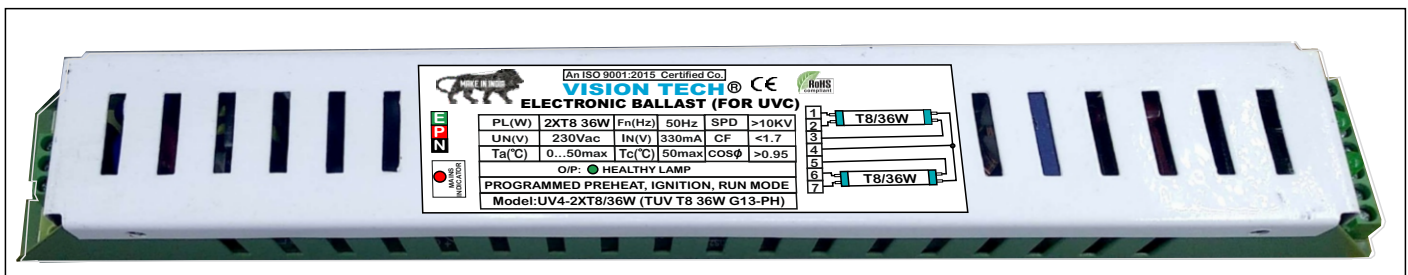 MAKE IN INDIA
An ISO 9001:2015 Certified Co.
VISION TECH® CE
RoHS
compliant
ELECTRONIC BALLAST (FOR UVC)
E
P
N
MAINS
INDICATOR
PL(W) 2XT8 36W Fn(Hz) 50Hz SPD >10KV
UN(V) 230Vac IN(V) 330mA CF <1.7
Ta(℃) 0...50max Tc(℃) 50max COSϕ >0.95
O/P: HEALTHY LAMP
PROGRAMMED PREHEAT, IGNITION, RUN MODE
Model:UV4-2XT8/36W (TUV T8 36W G13-PH)
1
2
3
4
5
6
7
T8/36W
T8/36W